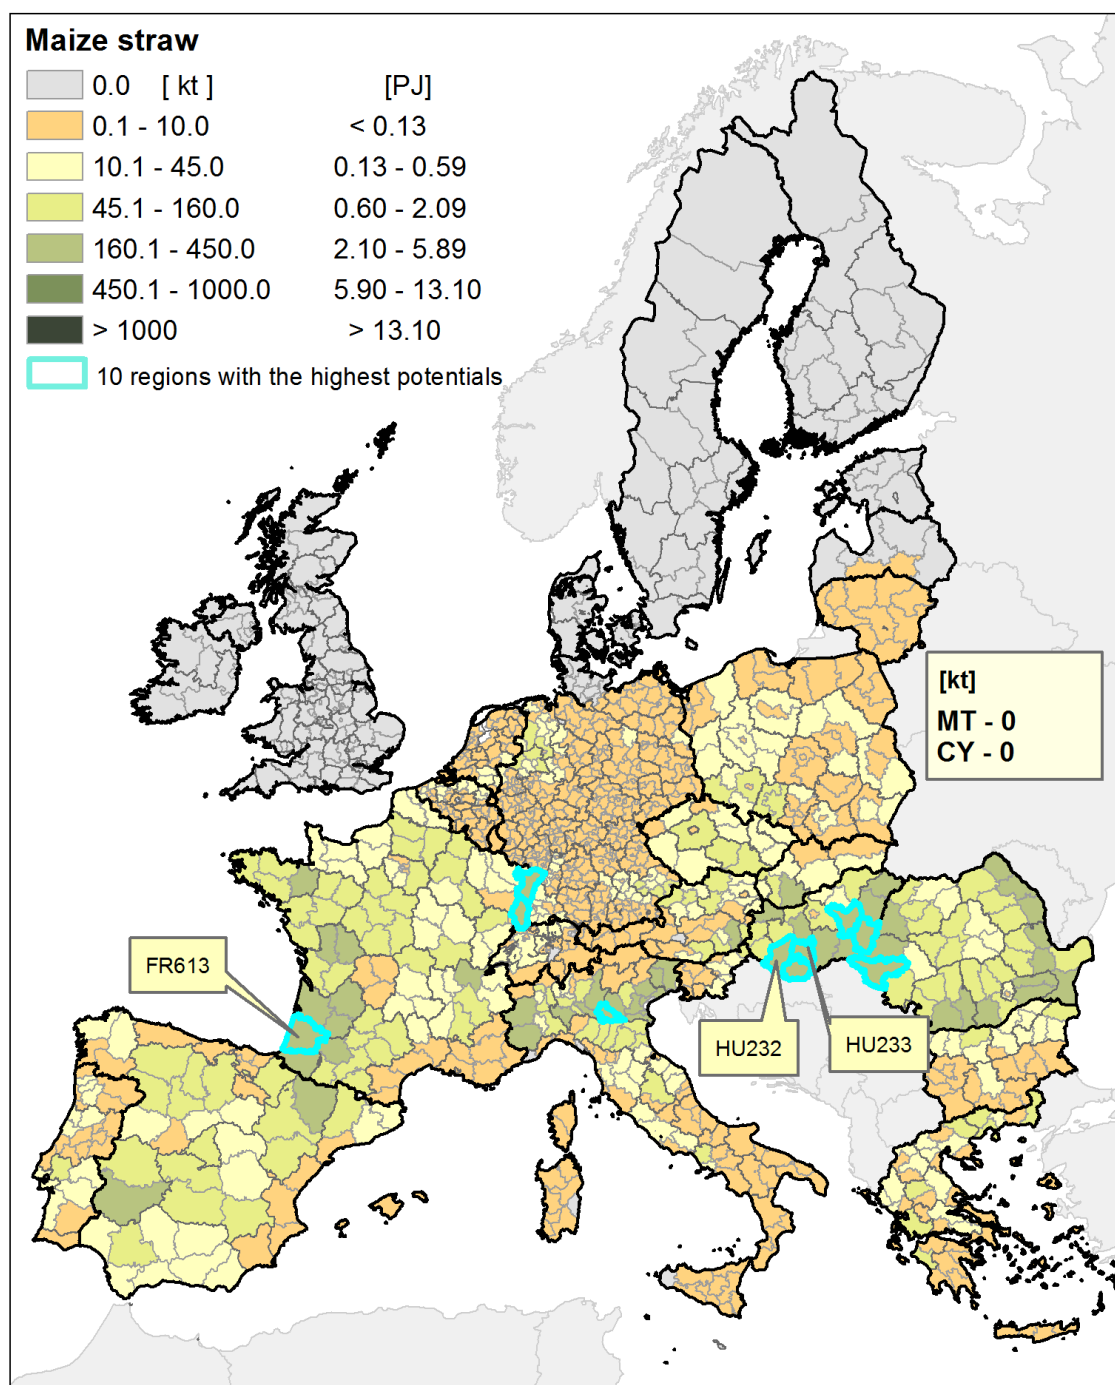 Maize straw
0.0 [ kt ] [PJ]
0.1 - 10.0 < 0.13
10.1 - 45.0 0.13 - 0.59
45.1 - 160.0 0.60 - 2.09
160.1 - 450.0 2.10 - 5.89
450.1 - 1000.0 5.90 - 13.10
> 1000 > 13.10
10 regions with the highest potentials
[kt]
MT - 0
CY - 0
FR613
HU232
HU233